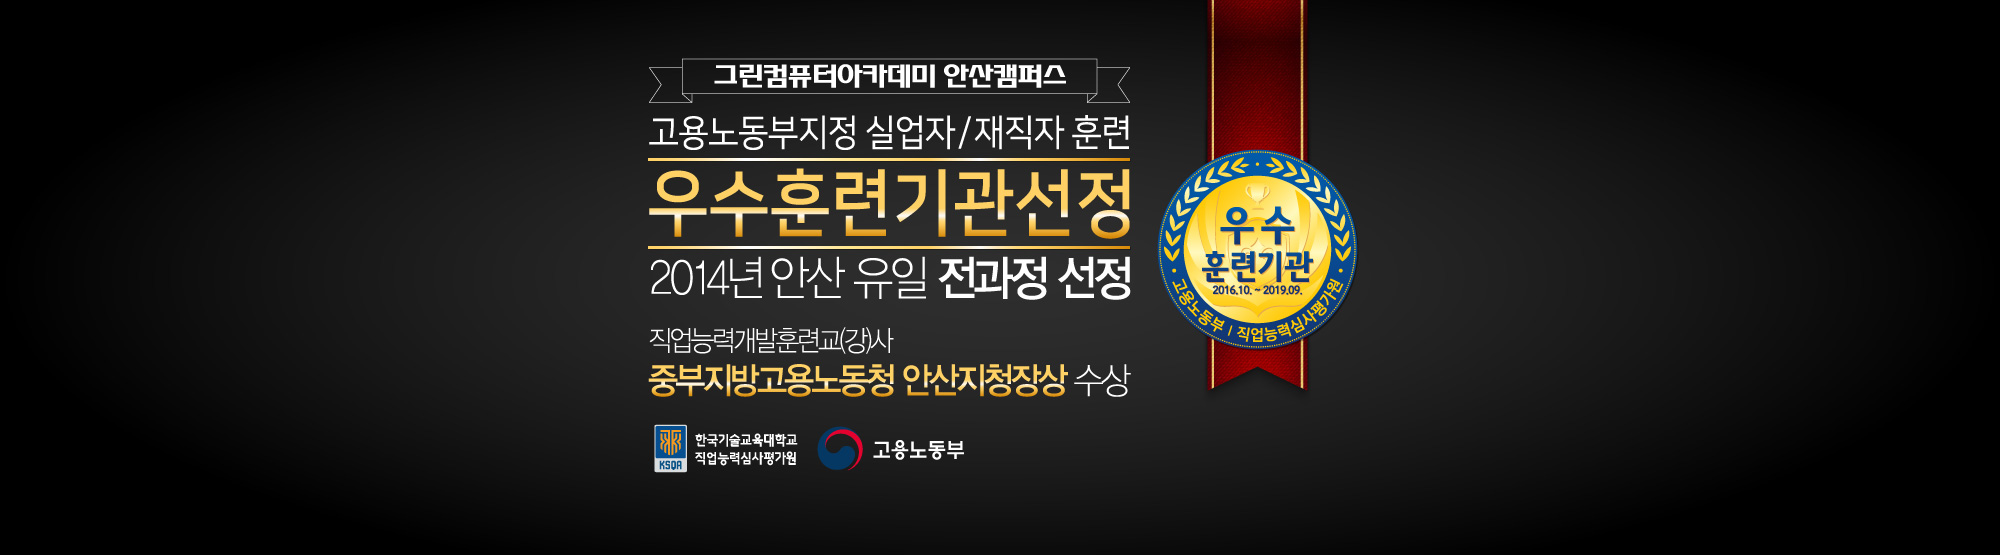 그린컴퓨터아카데미 안산캠퍼스
고용노동부지정 실업자/재직자 훈련
우수훈련기관선정
2014년 안산 유일 전과정 선정
직업능력개발훈련교(강)사
중부지방고용노동청 안산지청장상 수상
KSQA
한국기술교육대학교
직업능력심사평가원
고용노동부
우수
훈련기관
2016.10. ~ 2019.09.
고용노동부 | 직업능력심사평가원